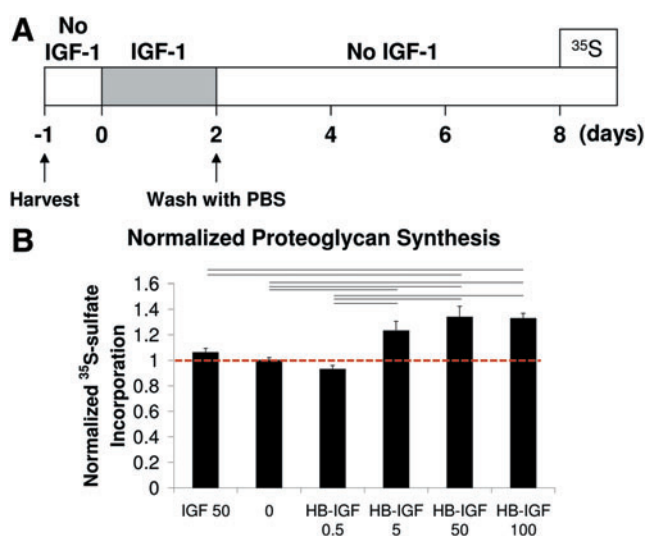 A
No
IGF-1 IGF-1 No IGF-1 35S
-1 0 2 4 6 8 (days)
Harvest Wash with PBS
B Normalized Proteoglycan Synthesis
Normalized 35S-sulfate
Incorporation
1.6
1.4
1.2
1
0.8
0.6
0.4
0.2
0
IGF 50 0 HB-IGF HB-IGF HB-IGF HB-IGF
0.5 5 50 100